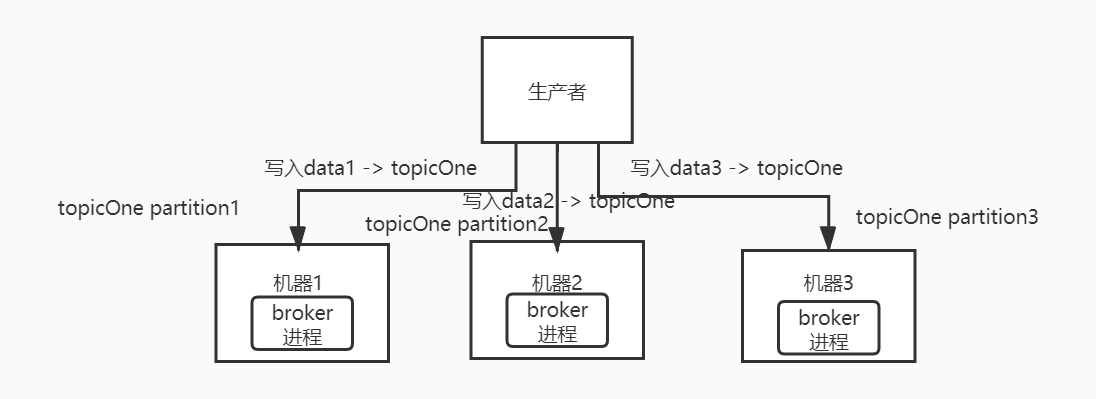 生产者
写入data1 -> topicOne
写入data3 -> topicOne
写入data2 -> topicOne
topicOne partition1
topicOne partition2
topicOne partition3
机器1
broker
进程
机器2
broker
进程
机器3
broker
进程